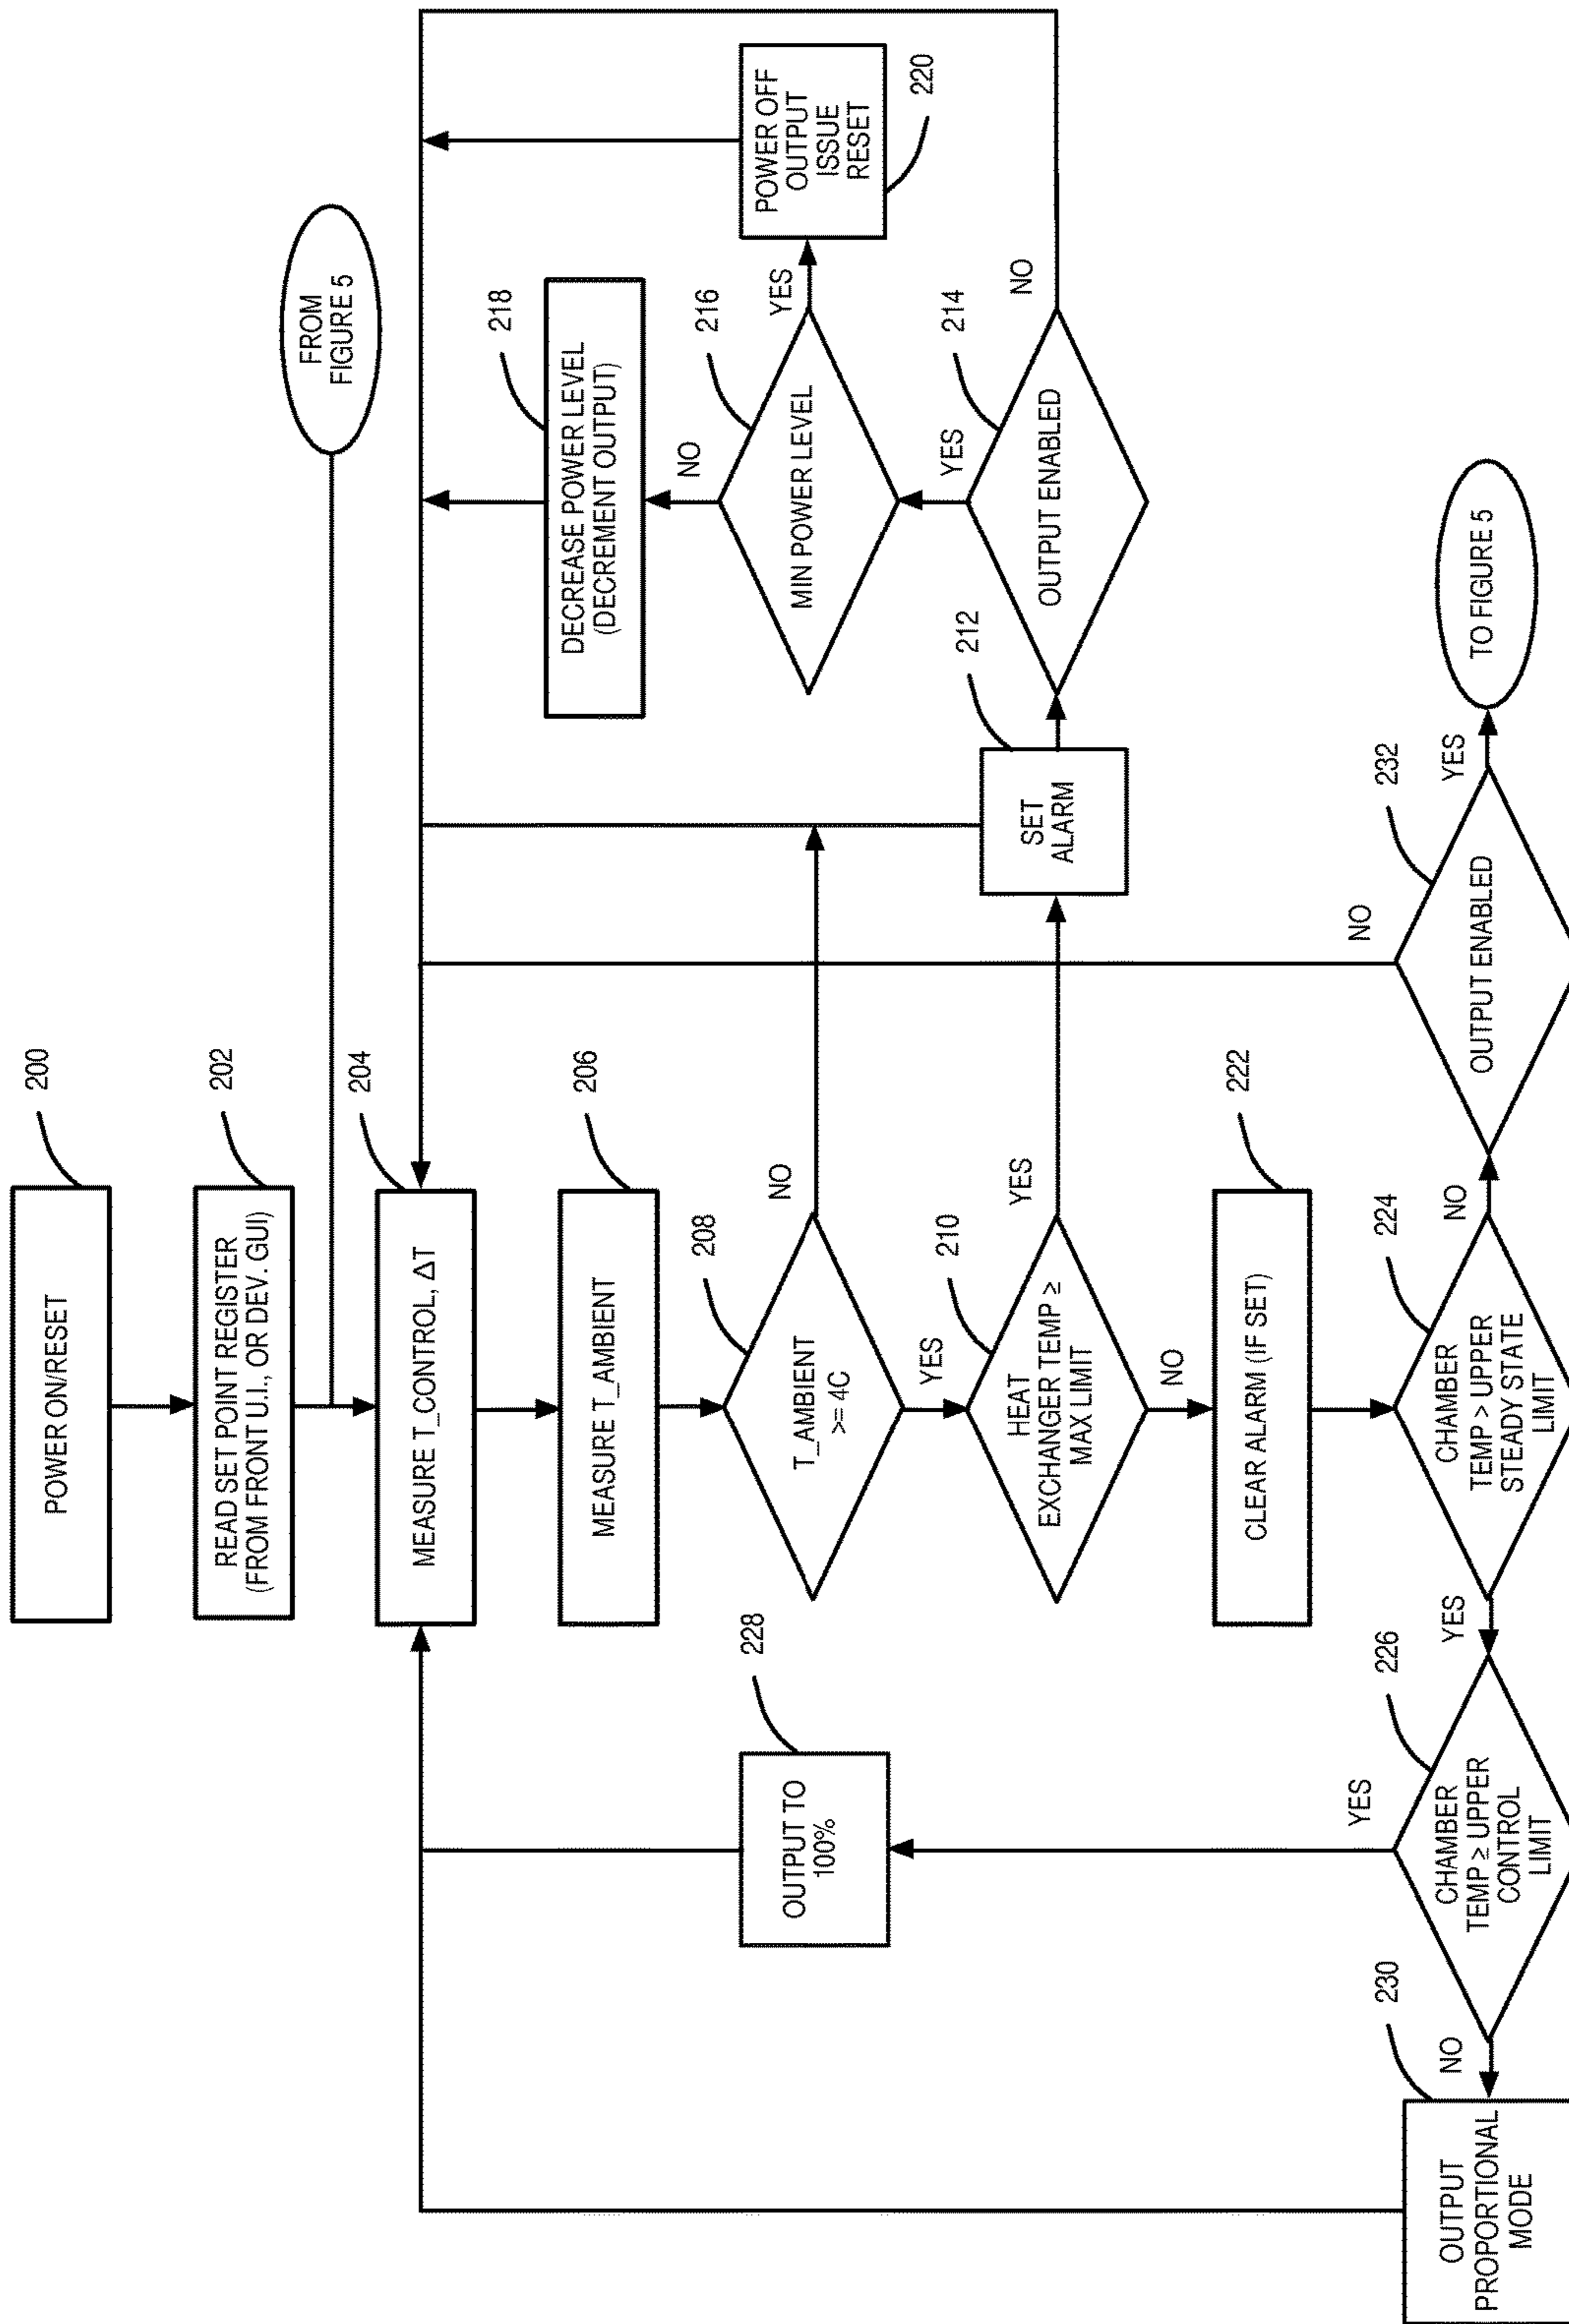 POWER ON/RESET
200
READ SET POINT REGISTER
(FROM FRONT U.I., OR DEV. GUI)
202
FROM
FIGURE 5
MEASURE T_CONTROL, ΔT
204
MEASURE T_AMBIENT
206
T_AMBIENT
>= 4C
208
NO
YES
HEAT
EXCHANGER TEMP ≥
MAX LIMIT
210
YES
NO
SET
ALARM
212
OUTPUT ENABLED
214
YES
NO
MIN POWER LEVEL
216
NO
YES
DECREASE POWER LEVEL
(DECREMENT OUTPUT)
218
POWER OFF
OUTPUT
ISSUE
RESET
220
CLEAR ALARM (IF SET)
222
CHAMBER
TEMP > UPPER
STEADY STATE
LIMIT
224
YES
NO
CHAMBER
TEMP ≥ UPPER
CONTROL
LIMIT
226
YES
NO
OUTPUT TO
100%
228
OUTPUT
PROPORTIONAL
MODE
230
OUTPUT ENABLED
232
NO
YES
TO FIGURE 5